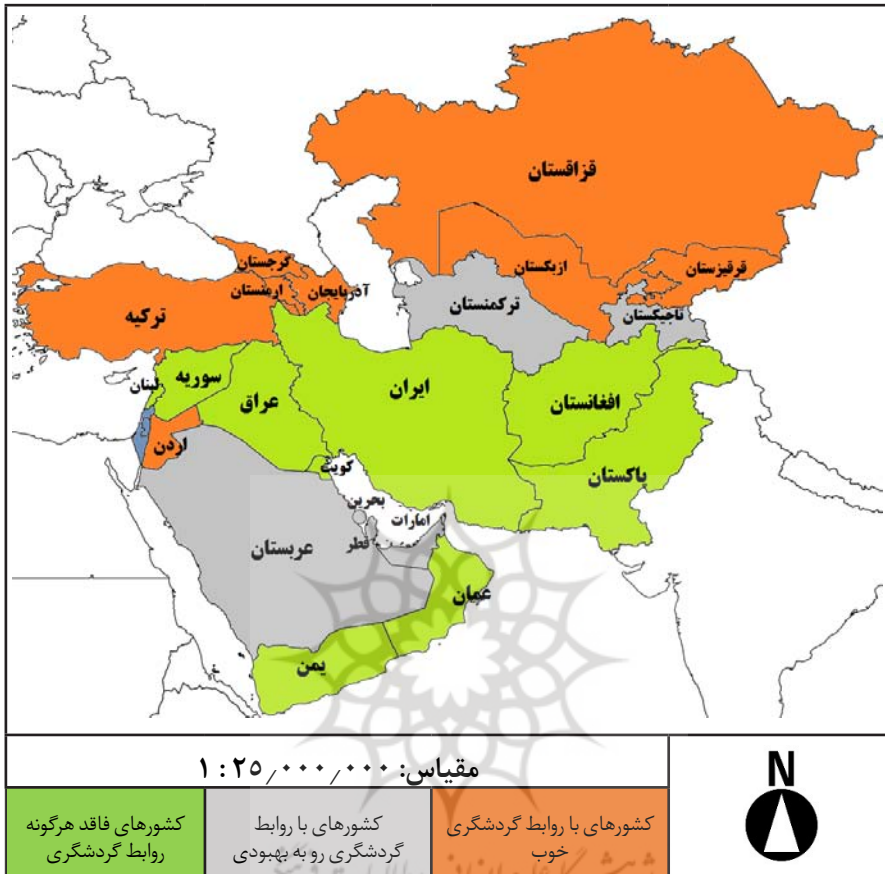 قزاقستان
گرجستان
ازبکستان
قرقیزستان
ارمنستان
آذربایجان
ترکیه
ترکمنستان
تاجیکستان
لبنان
سوریه
عراق
ایران
افغانستان
اردن
کویت
پاکستان
بحرین
امارات
قطر
عربستان
عمان
یمن
مقیاس: ۱:۲۵٫۰۰۰٫۰۰۰
N
کشورهای با روابط گردشگری
خوب
کشورهای با روابط
گردشگری رو به بهبودی
کشورهای فاقد هرگونه
روابط گردشگری